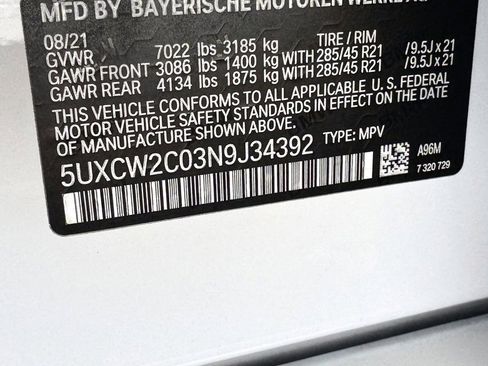 MFD BY BAYERISCHE MOTOREN WERKE AG
08/21 TIRE / RIM
GVWR 7022 lbs 3185 kg
GAWR FRONT 3086 lbs 1400 kg WITH 285/45 R21 /9.5J x 21
GAWR REAR 4134 lbs 1875 kg WITH 285/45 R21 /9.5J x 21
THIS VEHICLE CONFORMS TO ALL APPLICABLE U.S. FEDERAL
MOTOR VEHICLE SAFETY STANDARDS IN EFFECT ON THE DATE
OF MANUFACTURE SHOWN ABOVE.
5UXCW2C03N9J34392 TYPE: MPV
A96M
7 320 729